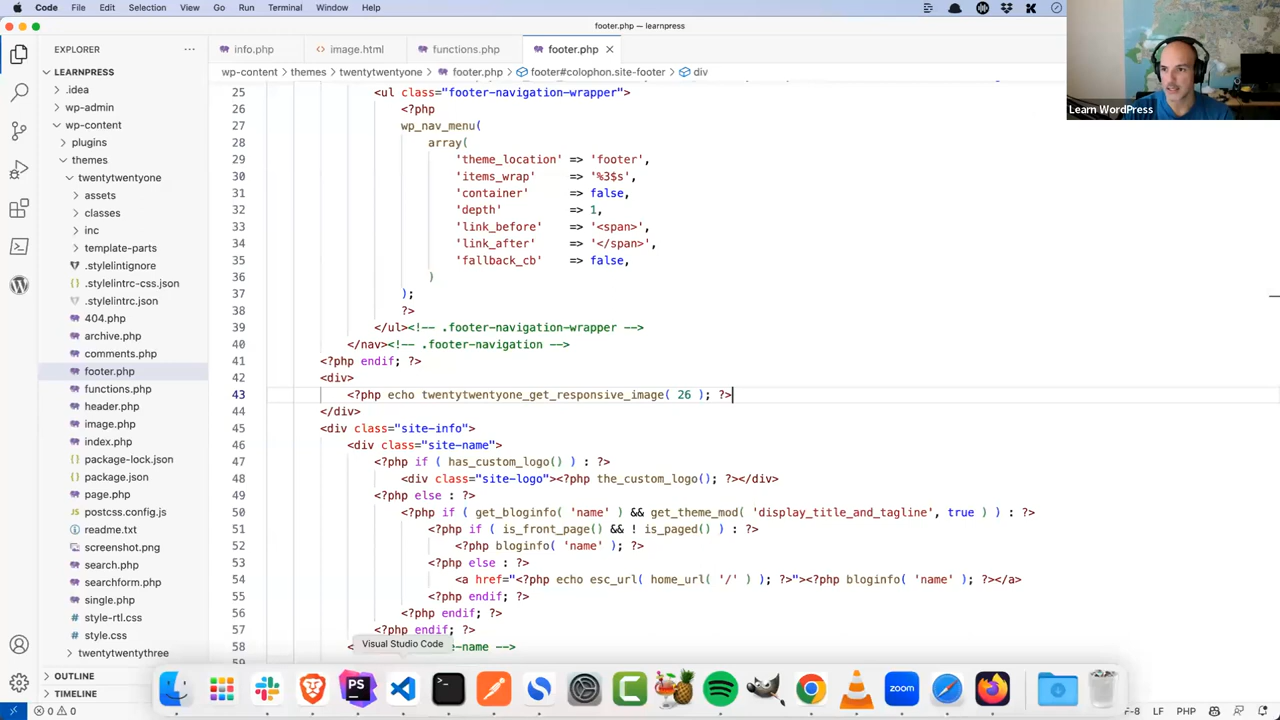 Code File Edit Selection View Go Run Terminal Window Help
footer.php — learnpress
EXPLORER
info.php
image.html
functions.php
footer.php
LEARNPRESS
wp-content > themes > twentytwentyone > footer.php > footer#colophon.site-footer > div
.idea
wp-admin
wp-content
plugins
themes
twentytwentyone
assets
classes
inc
template-parts
.stylelintignore
.stylelintrc-css.json
.stylelintrc.json
404.php
archive.php
comments.php
footer.php
functions.php
header.php
image.php
index.php
package-lock.json
package.json
page.php
postcss.config.js
readme.txt
screenshot.png
search.php
searchform.php
single.php
style-rtl.css
style.css
twentytwentythree
OUTLINE
TIMELINE
25 <ul class="footer-navigation-wrapper">
26 <?php
27 wp_nav_menu(
28 array(
29 'theme_location' => 'footer',
30 'items_wrap' => '%3$s',
31 'container' => false,
32 'depth' => 1,
33 'link_before' => '<span>',
34 'link_after' => '</span>',
35 'fallback_cb' => false,
36 )
37 );
38 ?>
39 </ul><!-- .footer-navigation-wrapper -->
40 </nav><!-- .footer-navigation -->
41 <?php endif; ?>
42 <div>
43 <?php echo twentytwentyone_get_responsive_image( 26 ); ?>
44 </div>
45 <div class="site-info">
46 <div class="site-name">
47 <?php if ( has_custom_logo() ) : ?>
48 <div class="site-logo"><?php the_custom_logo(); ?></div>
49 <?php else : ?>
50 <?php if ( get_bloginfo( 'name' ) && get_theme_mod( 'display_title_and_tagline', true ) ) : ?>
51 <?php if ( is_front_page() && ! is_paged() ) : ?>
52 <?php bloginfo( 'name' ); ?>
53 <?php else : ?>
54 <a href="<?php echo esc_url( home_url( '/' ) ); ?>"><?php bloginfo( 'name' ); ?></a>
55 <?php endif; ?>
56 <?php endif; ?>
57 <?php endif; ?>
58 -name -->
59
Visual Studio Code
Learn WordPress
PS
zoom
0 0
F-8 LF PHP